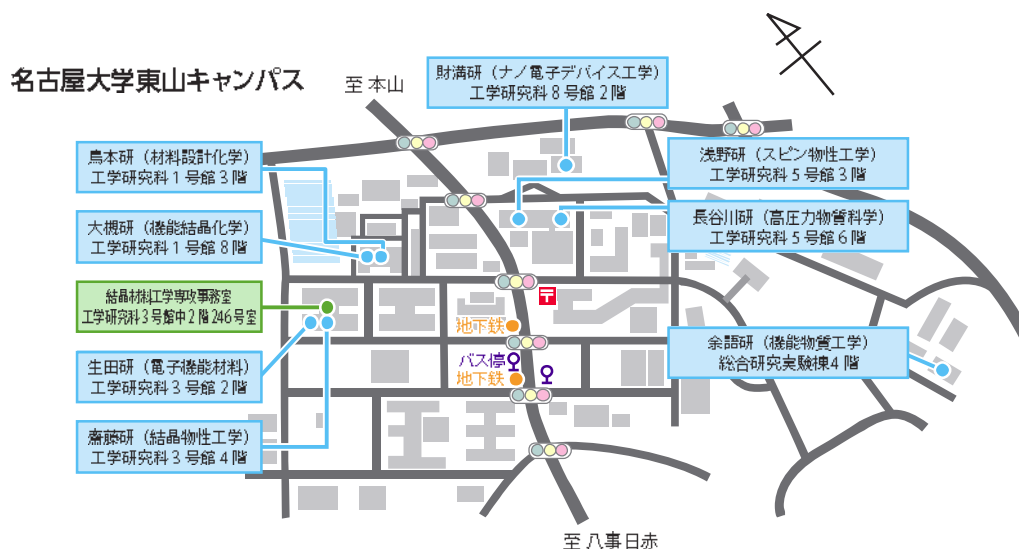 名古屋大学東山キャンパス
至 本山
財満研（ナノ電子デバイス工学）
工学研究科 8 号館 2 階
鳥本研（材料設計化学）
工学研究科 1 号館 3 階
浅野研（スピン物性工学）
工学研究科 5 号館 3 階
大槻研（機能結晶化学）
工学研究科 1 号館 8 階
長谷川研（高圧力物質科学）
工学研究科 5 号館 6 階
結晶材料工学専攻事務室
工学研究科3号館中2階246号室
〒
地下鉄
バス停
地下鉄
生田研（電子機能材料）
工学研究科 3 号館 2 階
余語研（機能物質工学）
総合研究実験棟 4 階
齋藤研（結晶物性工学）
工学研究科 3 号館 4 階
至 八事日赤